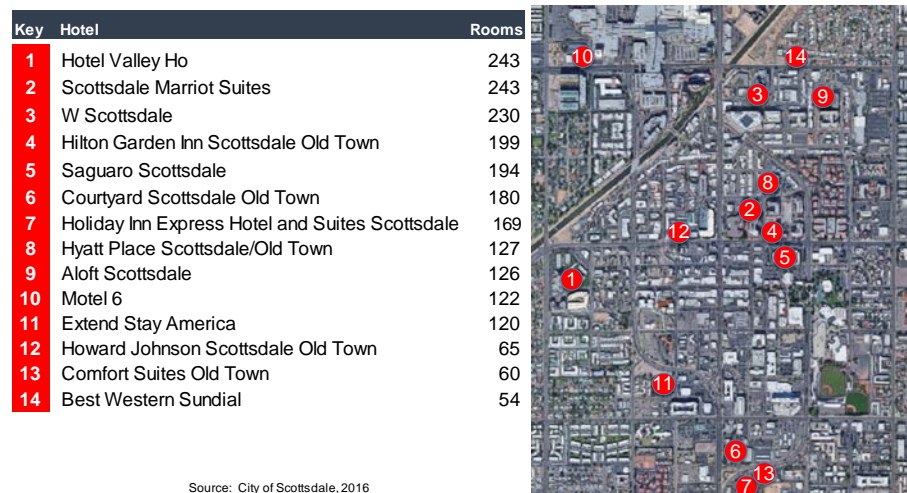 Key Hotel Rooms
1 Hotel Valley Ho 243
2 Scottsdale Marriot Suites 243
3 W Scottsdale 230
4 Hilton Garden Inn Scottsdale Old Town 199
5 Saguaro Scottsdale 194
6 Courtyard Scottsdale Old Town 180
7 Holiday Inn Express Hotel and Suites Scottsdale 169
8 Hyatt Place Scottsdale/Old Town 127
9 Aloft Scottsdale 126
10 Motel 6 122
11 Extend Stay America 120
12 Howard Johnson Scottsdale Old Town 65
13 Comfort Suites Old Town 60
14 Best Western Sundial 54
Source: City of Scottsdale, 2016
10 14
3 9
8
2
12 4
5
1
11
6
13
7